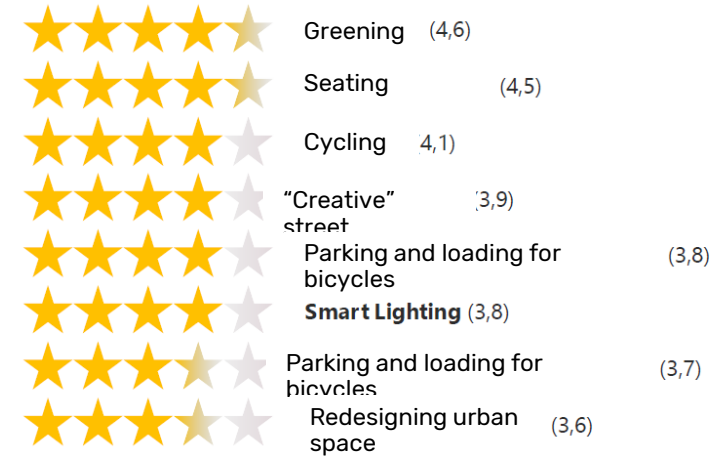 Greening (4,6)
Seating (4,5)
Cycling 4,1)
“Creative” (3,9)
street
Parking and loading for (3,8)
bicycles
Smart Lighting (3,8)
Parking and loading for (3,7)
bicycles
Redesigning urban (3,6)
space